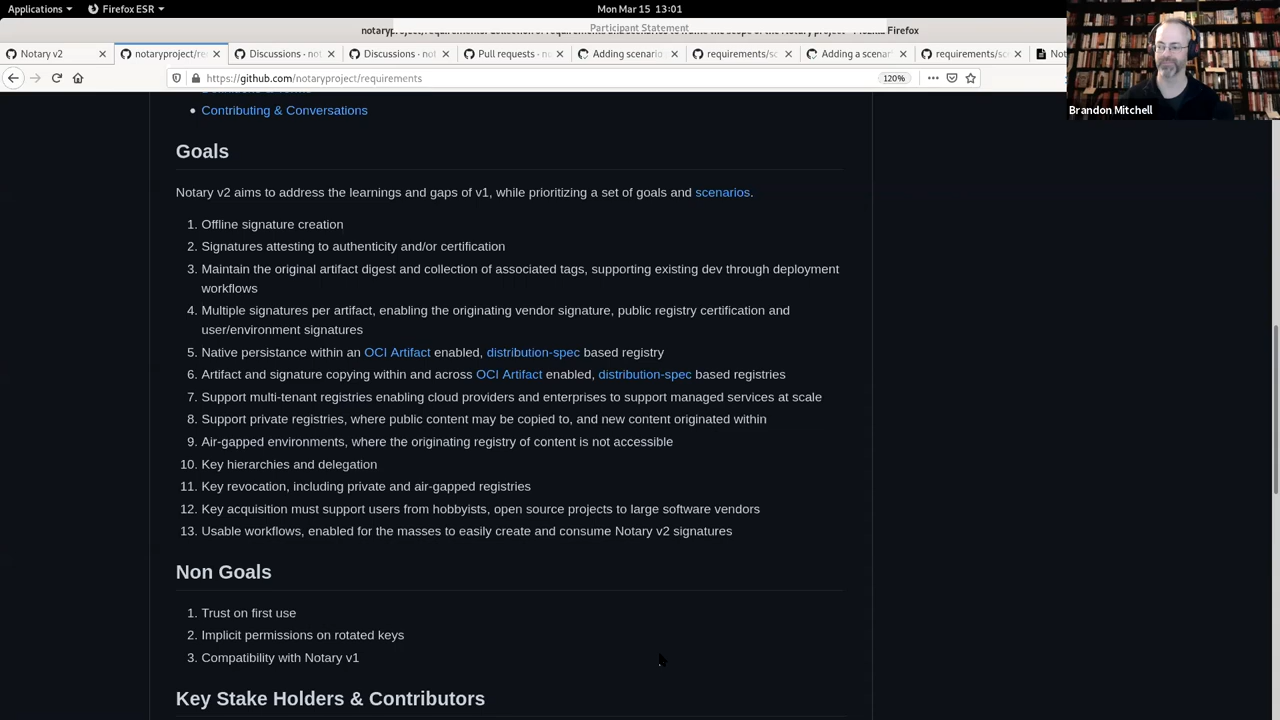 Applications
Firefox ESR
Mon Mar 15 13:01
Participant Statement
Firefox
Notary v2
notaryproject/re
Discussions - not
Discussions - no
Pull requests - no
Adding scenario
requirements/sc
Adding a scenar
requirements/sc
Not
https://github.com/notaryproject/requirements
120%
Brandon Mitchell
Contributing & Conversations
Goals
Notary v2 aims to address the learnings and gaps of v1, while prioritizing a set of goals and scenarios.
1. Offline signature creation
2. Signatures attesting to authenticity and/or certification
3. Maintain the original artifact digest and collection of associated tags, supporting existing dev through deployment
workflows
4. Multiple signatures per artifact, enabling the originating vendor signature, public registry certification and
user/environment signatures
5. Native persistance within an OCI Artifact enabled, distribution-spec based registry
6. Artifact and signature copying within and across OCI Artifact enabled, distribution-spec based registries
7. Support multi-tenant registries enabling cloud providers and enterprises to support managed services at scale
8. Support private registries, where public content may be copied to, and new content originated within
9. Air-gapped environments, where the originating registry of content is not accessible
10. Key hierarchies and delegation
11. Key revocation, including private and air-gapped registries
12. Key acquisition must support users from hobbyists, open source projects to large software vendors
13. Usable workflows, enabled for the masses to easily create and consume Notary v2 signatures
Non Goals
1. Trust on first use
2. Implicit permissions on rotated keys
3. Compatibility with Notary v1
Key Stake Holders & Contributors